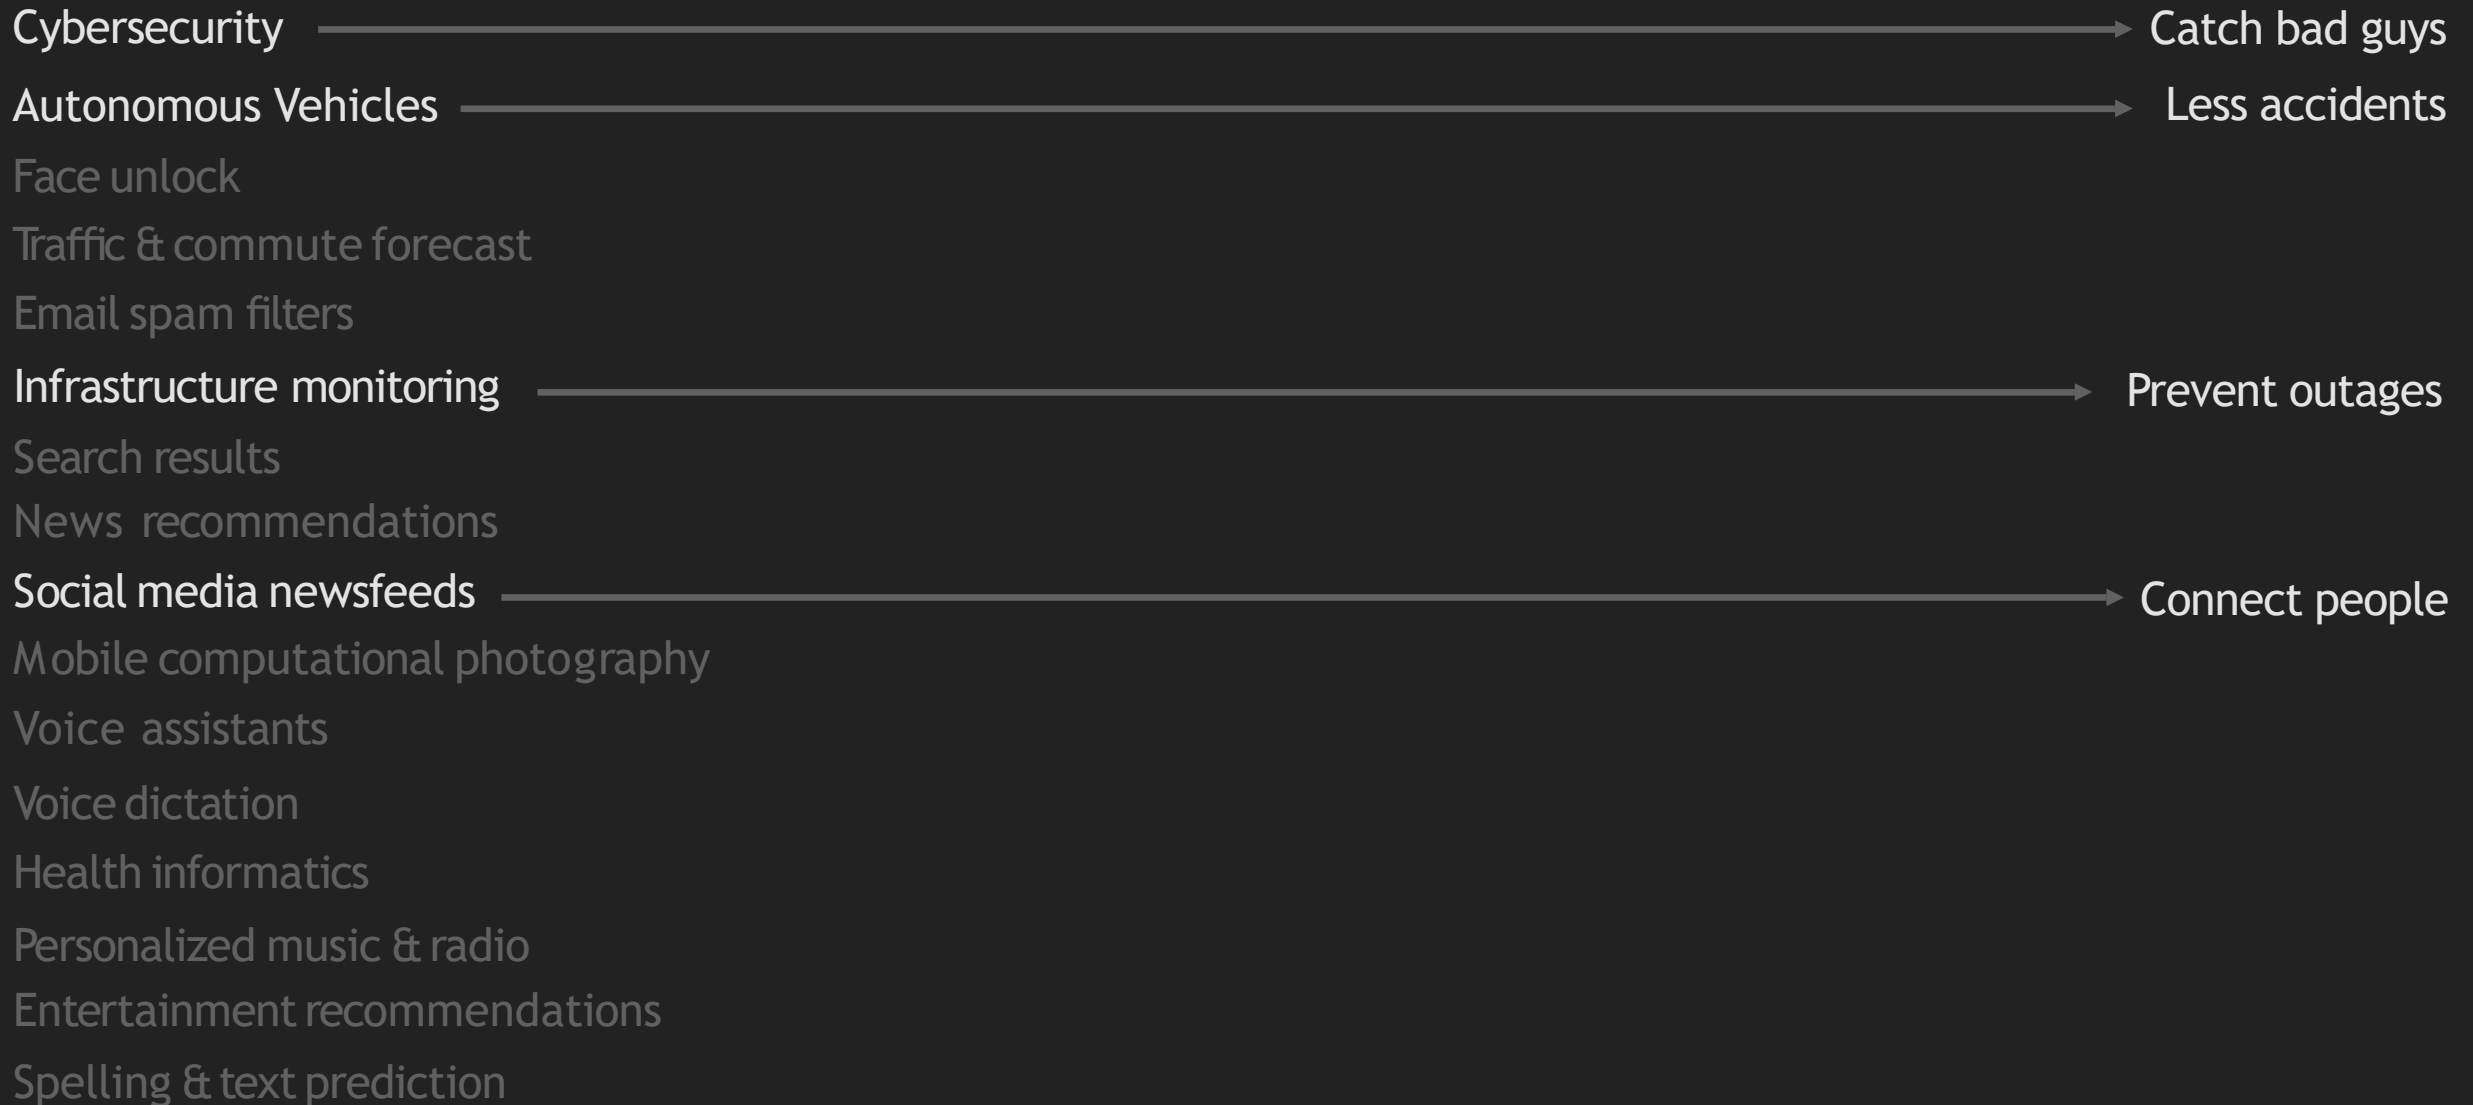 Cybersecurity Catch bad guys
Autonomous Vehicles Less accidents
Face unlock
Traffic & commute forecast
Email spam filters
Infrastructure monitoring Prevent outages
Search results
News recommendations
Social media newsfeeds Connect people
Mobile computational photography
Voice assistants
Voice dictation
Health informatics
Personalized music & radio
Entertainment recommendations
Spelling & text prediction